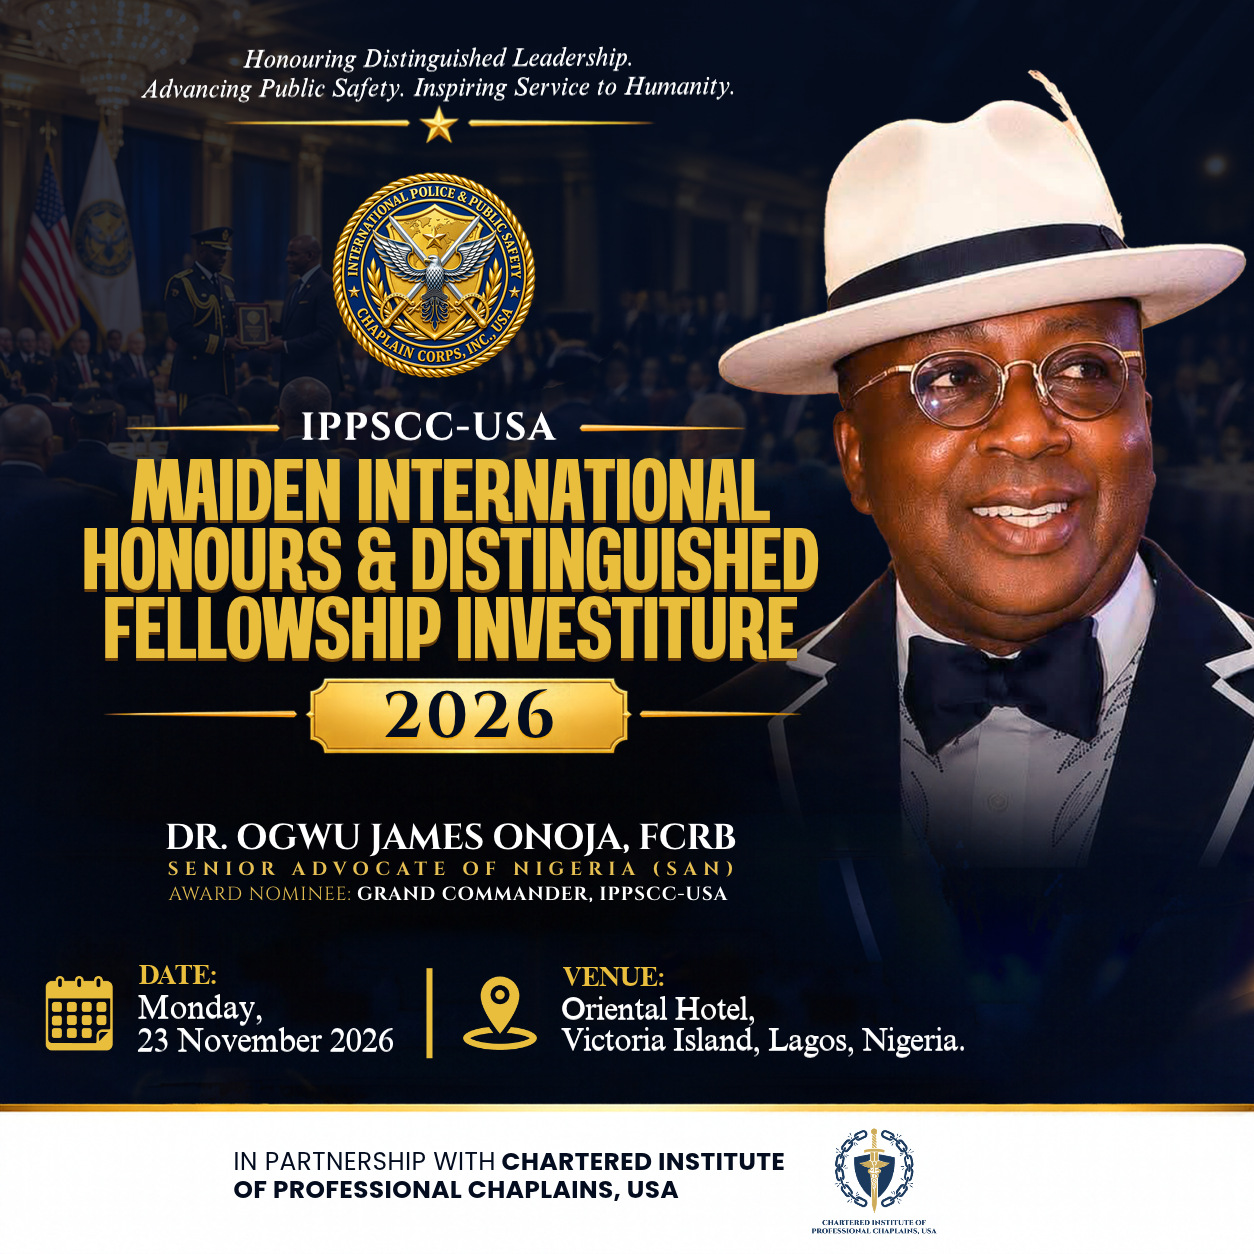 Honouring Distinguished Leadership.
Advancing Public Safety. Inspiring Service to Humanity.
INTERNATIONAL POLICE & PUBLIC SAFETY
CHAPLAIN CORPS, INC., USA
IPPSCC-USA
MAIDEN INTERNATIONAL
HONOURS & DISTINGUISHED
FELLOWSHIP INVESTITURE
2026
DR. OGWU JAMES ONOJA, FCRB
SENIOR ADVOCATE OF NIGERIA (SAN)
AWARD NOMINEE: GRAND COMMANDER, IPPSCC-USA
DATE:
Monday,
23 November 2026
VENUE:
Oriental Hotel,
Victoria Island, Lagos, Nigeria.
IN PARTNERSHIP WITH CHARTERED INSTITUTE
OF PROFESSIONAL CHAPLAINS, USA
CHARTERED INSTITUTE OF
PROFESSIONAL CHAPLAINS, USA